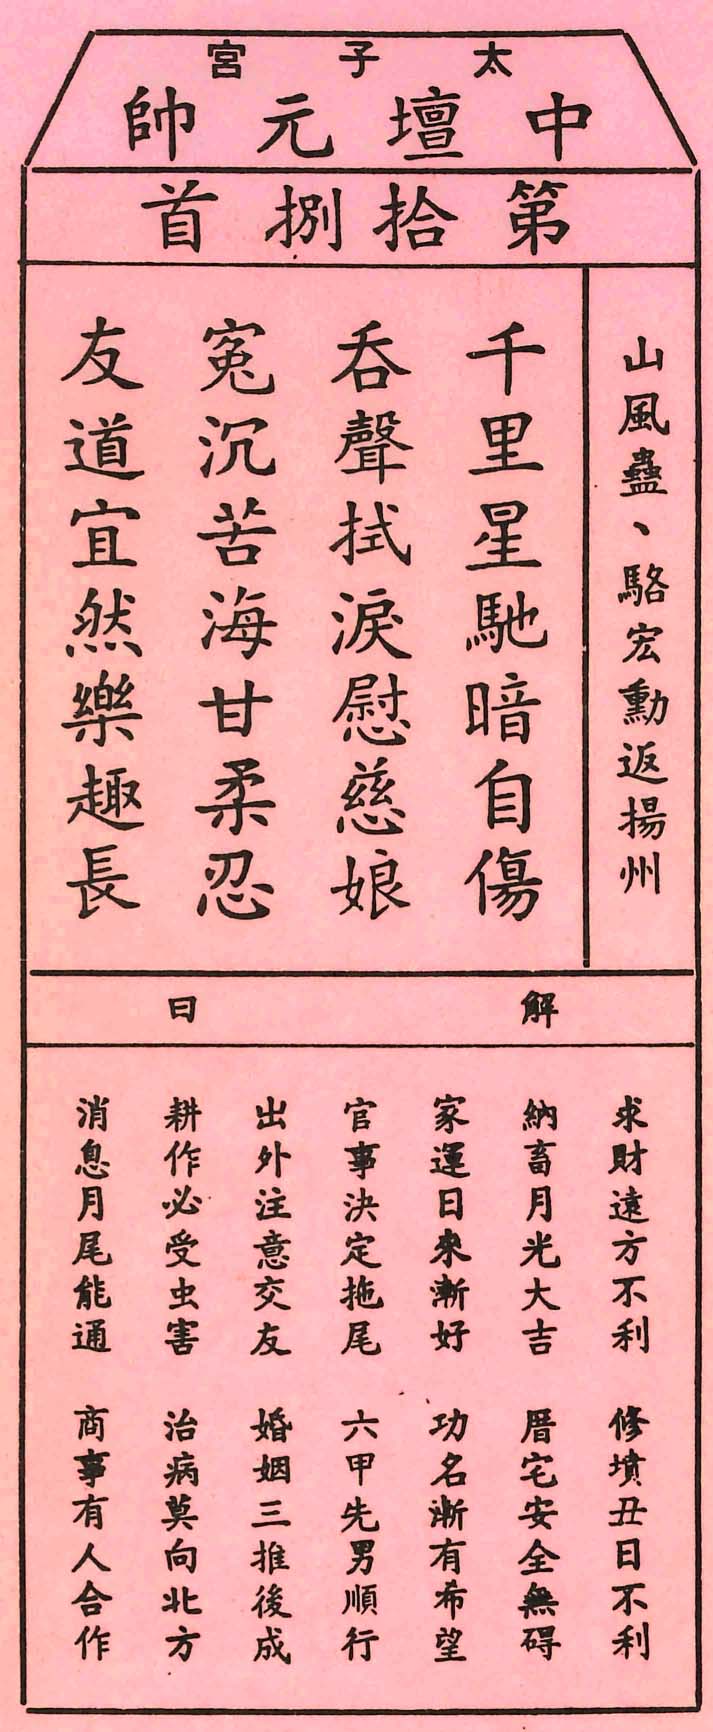 太子宮
中壇元帥
第拾捌首
山風蠱、駱宏勳返揚州
千里星馳暗自傷
吞聲拭淚慰慈娘
寃沉苦海甘柔忍
友道宜然樂趣長
解曰
求財遠方不利　修墳丑日不利
納畜月光大吉　厝宅安全無碍
家運日來漸好　功名漸有希望
官事決定拖尾　六甲先男順行
出外注意交友　婚姻三推後成
耕作必受虫害　治病莫向北方
消息月尾能通　商事有人合作